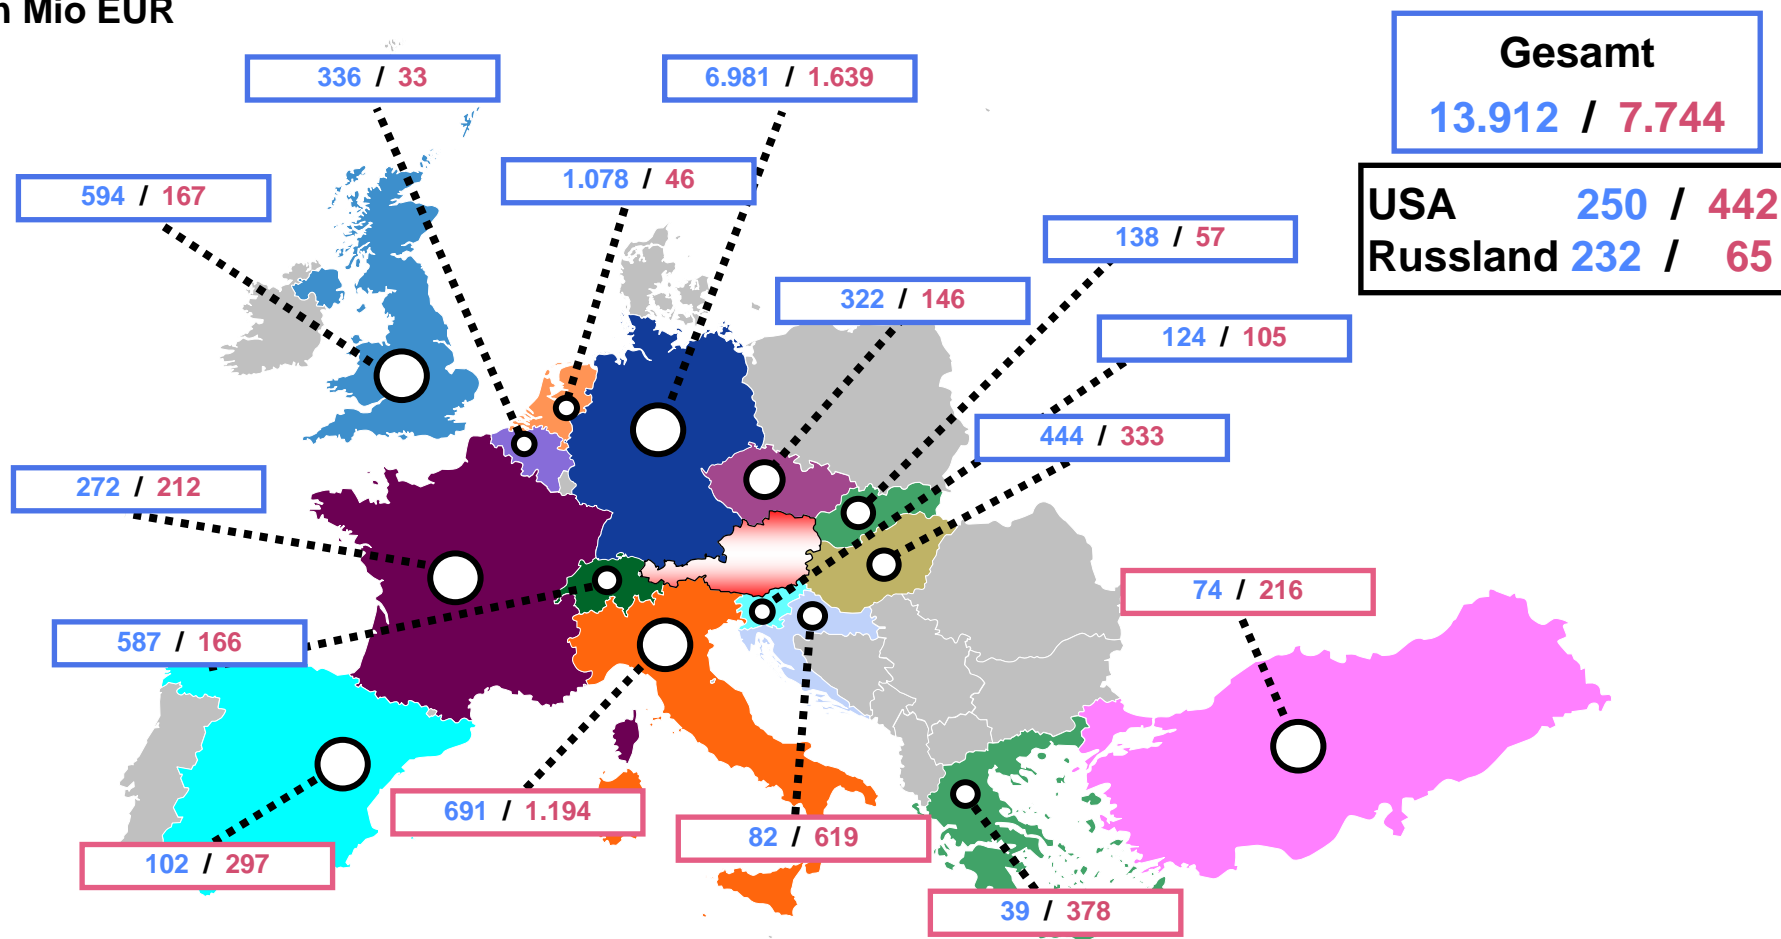 n Mio EUR
Gesamt
13.912 / 7.744
336 / 33
6.981 / 1.639
1.078 / 46
594 / 167
USA 250 / 442
Russland 232 / 65
138 / 57
322 / 146
124 / 105
444 / 333
272 / 212
74 / 216
587 / 166
691 / 1.194
82 / 619
102 / 297
39 / 378